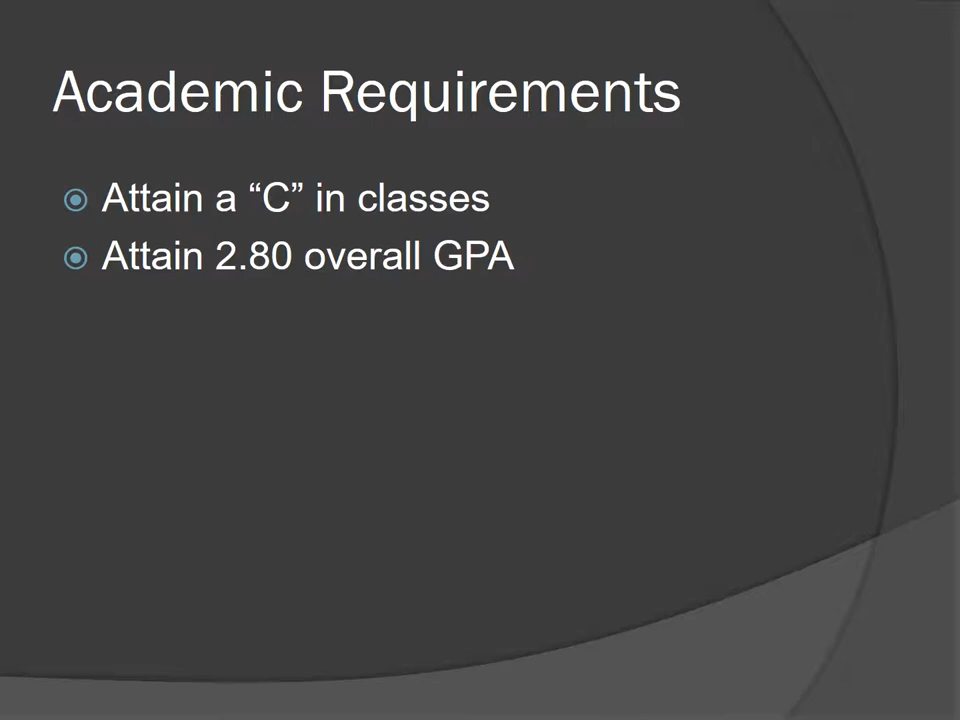 Academic Requirements
Attain a “C” in classes
Attain 2.80 overall GPA